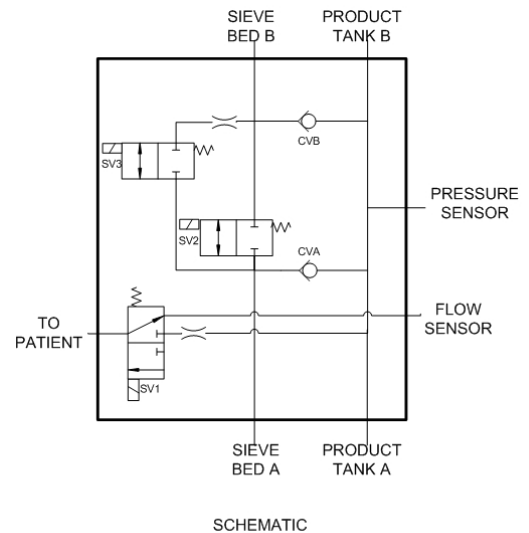 SIEVE
BED B
PRODUCT
TANK B
CVB
SV3
PRESSURE
SENSOR
SV2
CVA
FLOW
SENSOR
TO
PATIENT
SV1
SIEVE
BED A
PRODUCT
TANK A
SCHEMATIC